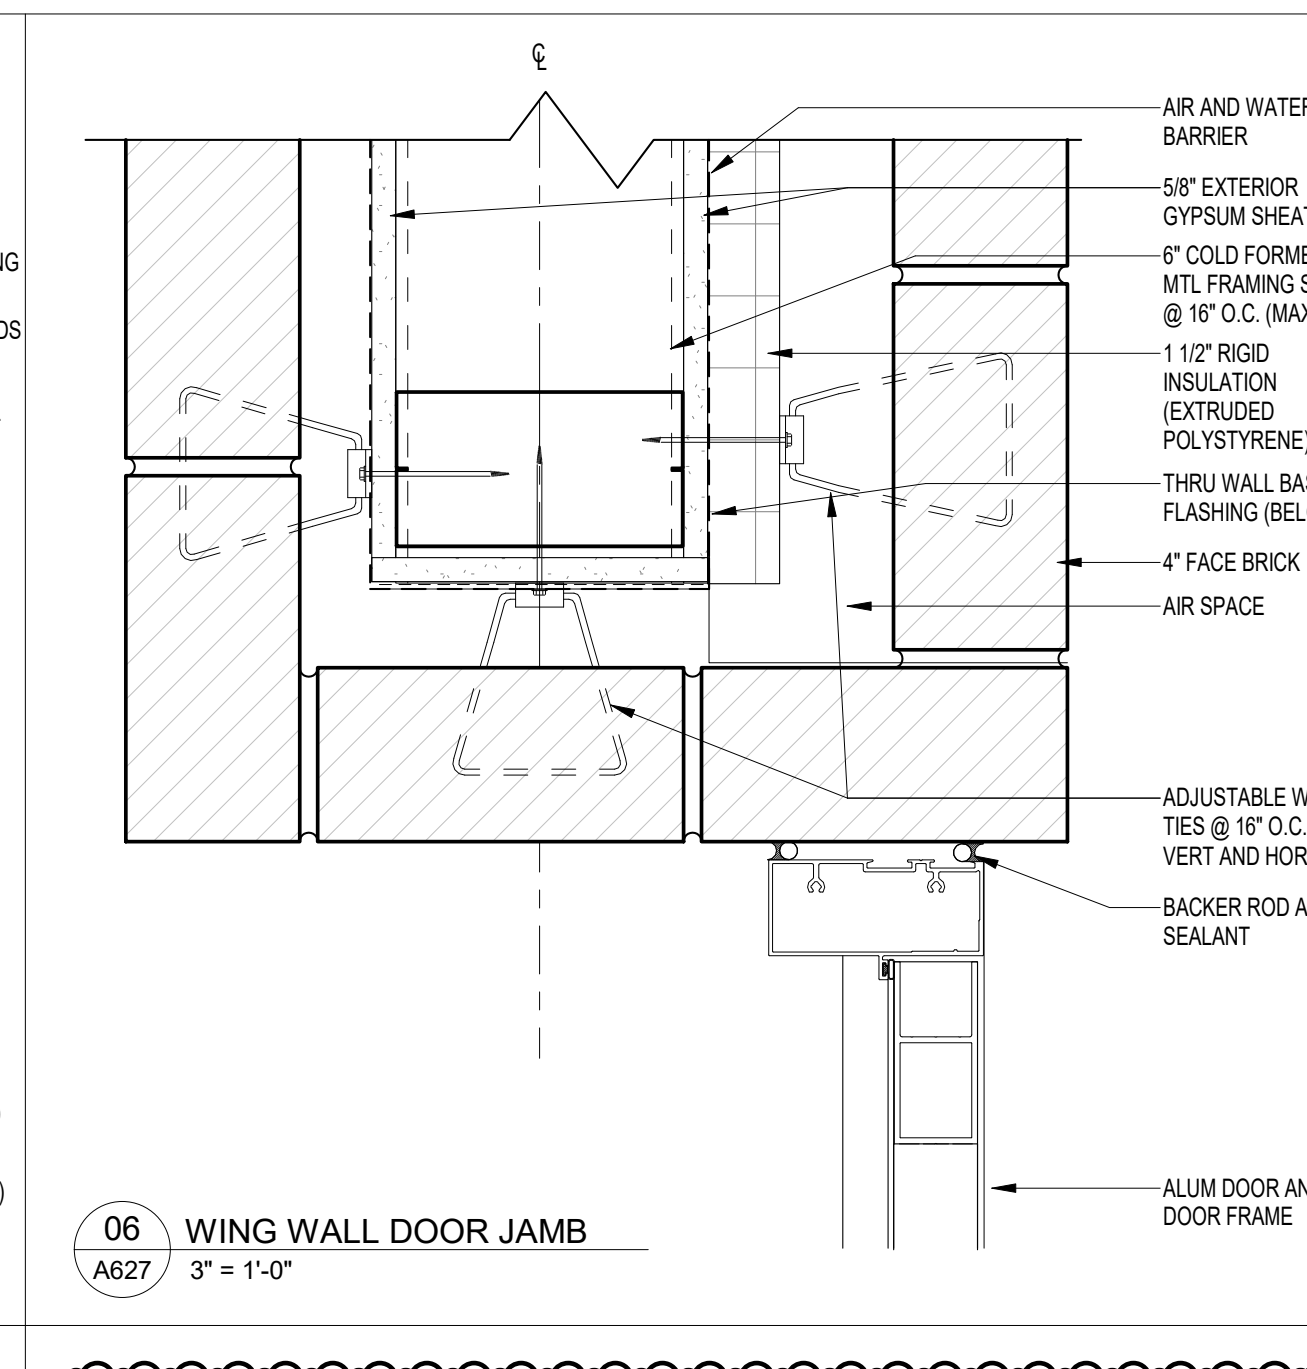 ℄
AIR AND WATER
BARRIER
5/8" EXTERIOR
GYPSUM SHEAT
6" COLD FORME
MTL FRAMING S
@ 16" O.C. (MAX
1 1/2" RIGID
INSULATION
(EXTRUDED
POLYSTYRENE)
THRU WALL BAS
FLASHING (BEL
4" FACE BRICK
AIR SPACE
ADJUSTABLE W
TIES @ 16" O.C.
VERT AND HOR
BACKER ROD A
SEALANT
ALUM DOOR AN
DOOR FRAME
NG
DS
)
06
WING WALL DOOR JAMB
A627
3" = 1'-0"